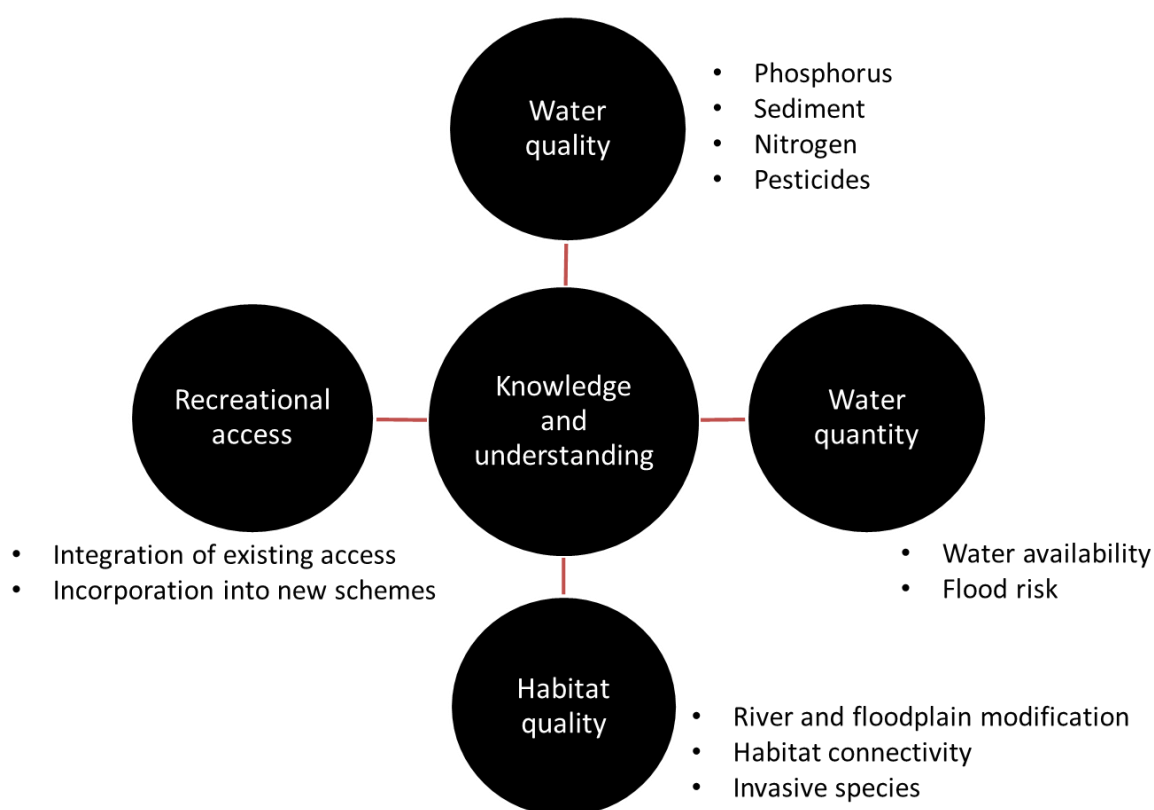 Water
quality
• Phosphorus
• Sediment
• Nitrogen
• Pesticides
Recreational
access
• Integration of existing access
• Incorporation into new schemes
Knowledge
and
understanding
Water
quantity
• Water availability
• Flood risk
Habitat
quality
• River and floodplain modification
• Habitat connectivity
• Invasive species